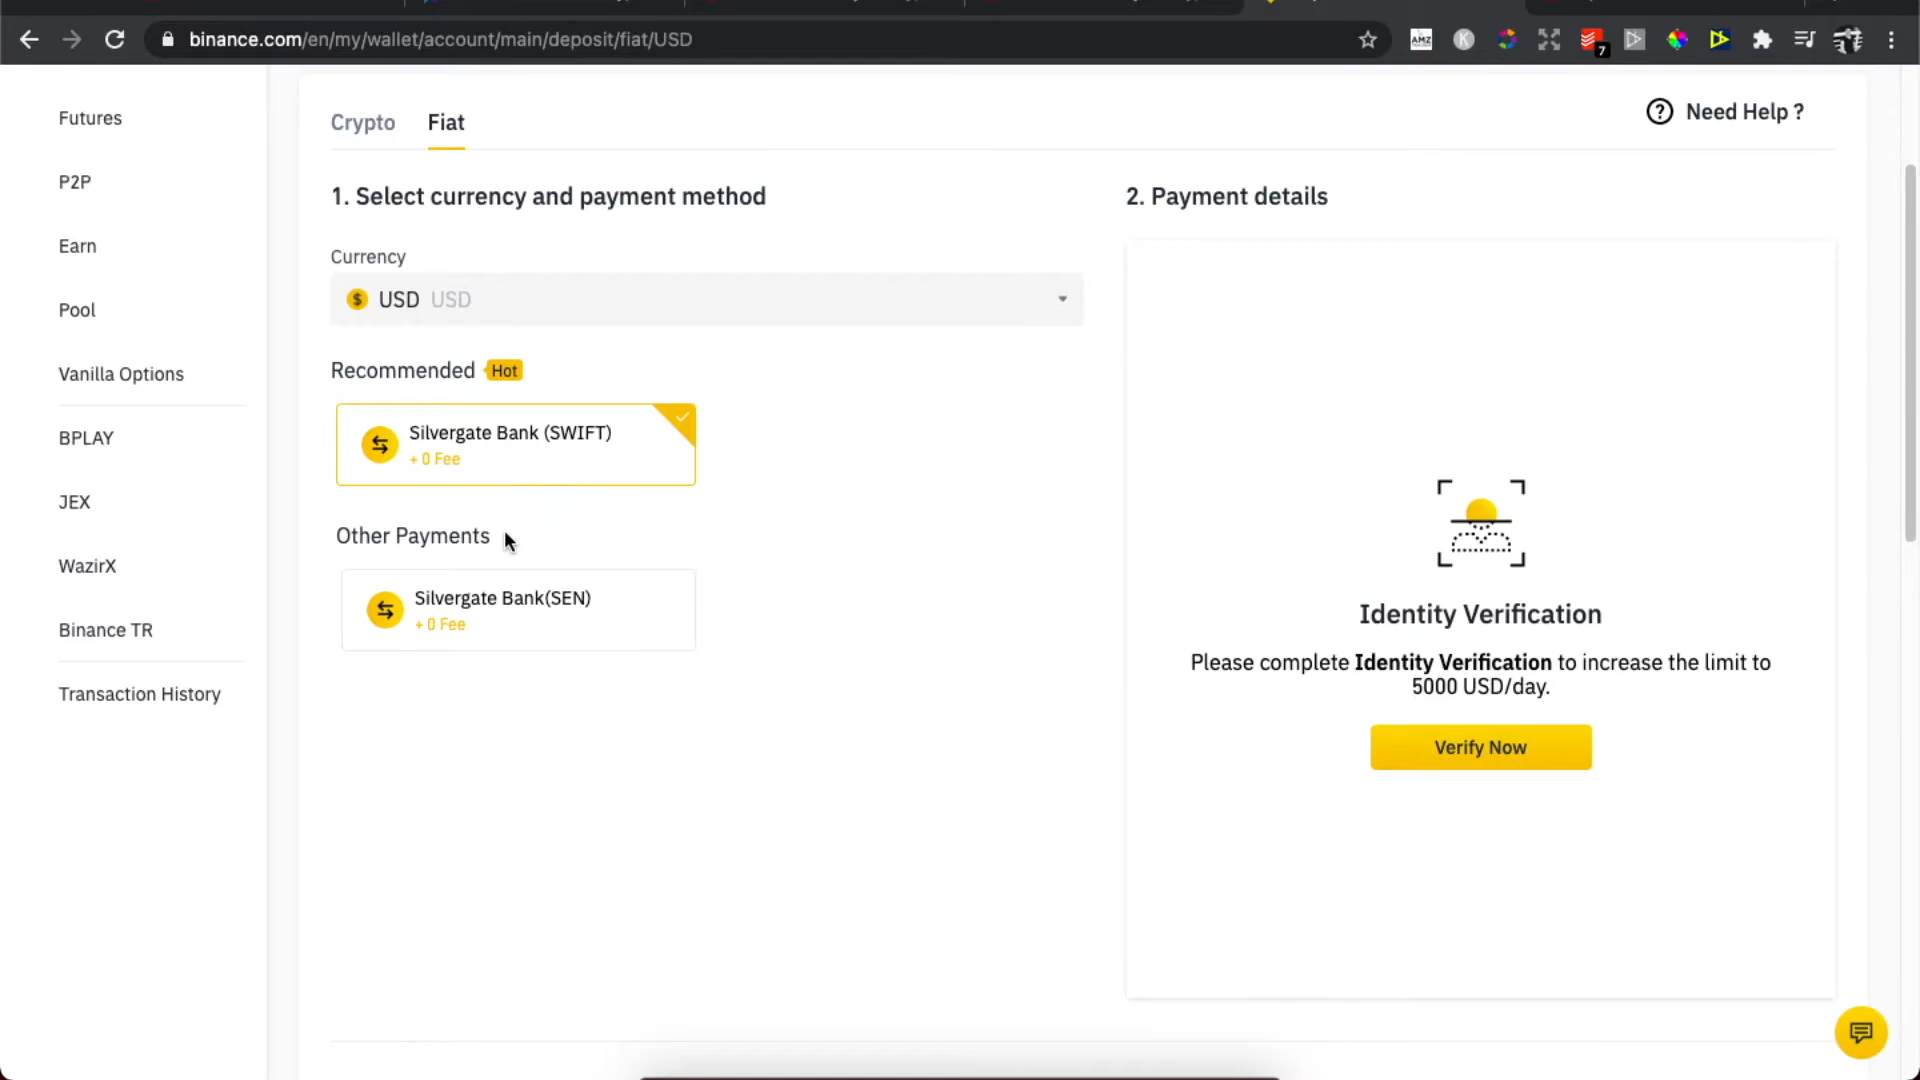 binance.com/en/my/wallet/account/main/deposit/fiat/USD
AMZ
K
7
Futures
P2P
Earn
Pool
Vanilla Options
BPLAY
JEX
WazirX
Binance TR
Transaction History
Crypto
Fiat
Need Help ?
1. Select currency and payment method
Currency
$ USD USD
Recommended Hot
Silvergate Bank (SWIFT)
+ 0 Fee
Other Payments
Silvergate Bank(SEN)
+ 0 Fee
2. Payment details
Identity Verification
Please complete Identity Verification to increase the limit to
5000 USD/day.
Verify Now